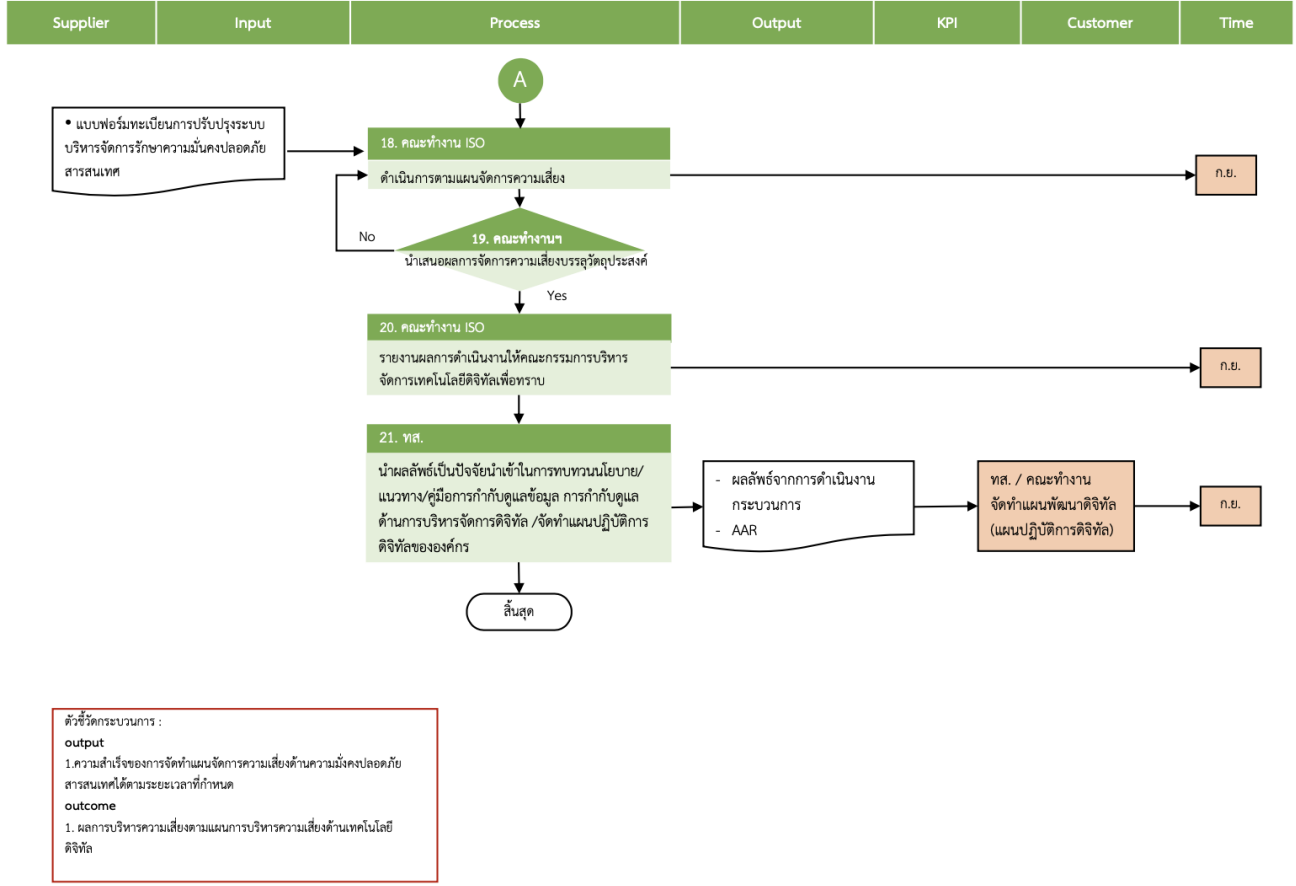 Supplier Input Process Output KPI Customer Time
A
• แบบฟอร์มทะเบียนการปรับปรุงระบบ
บริหารจัดการรักษาความมั่นคงปลอดภัย
สารสนเทศ
18. คณะทำงาน ISO
ดำเนินการตามแผนจัดการความเสี่ยง
ก.ย.
No
19. คณะทำงานฯ
นำเสนอผลการจัดการความเสี่ยงบรรลุวัตถุประสงค์
Yes
20. คณะทำงาน ISO
รายงานผลการดำเนินงานให้คณะกรรมการบริหาร
จัดการเทคโนโลยีดิจิทัลเพื่อทราบ
ก.ย.
21. ทส.
นำผลลัพธ์เป็นปัจจัยนำเข้าในการทบทวนนโยบาย/
แนวทาง/คู่มือการกำกับดูแลข้อมูล การกำกับดูแล
ด้านการบริหารจัดการดิจิทัล /จัดทำแผนปฏิบัติการ
ดิจิทัลขององค์กร
- ผลลัพธ์จากการดำเนินงาน
กระบวนการ
- AAR
ทส. / คณะทำงาน
จัดทำแผนพัฒนาดิจิทัล
(แผนปฏิบัติการดิจิทัล)
ก.ย.
สิ้นสุด
ตัวชี้วัดกระบวนการ :
output
1.ความสำเร็จของการจัดทำแผนจัดการความเสี่ยงด้านความมั่งคงปลอดภัย
สารสนเทศได้ตามระยะเวลาที่กำหนด
outcome
1. ผลการบริหารความเสี่ยงตามแผนการบริหารความเสี่ยงด้านเทคโนโลยี
ดิจิทัล